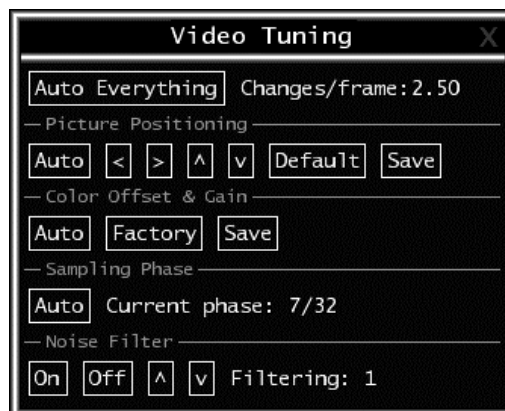 Video Tuning X
Auto Everything Changes/frame:2.50
Picture Positioning
Auto < > ^ v Default Save
Color Offset & Gain
Auto Factory Save
Sampling Phase
Auto Current phase: 7/32
Noise Filter
On Off ^ v Filtering: 1